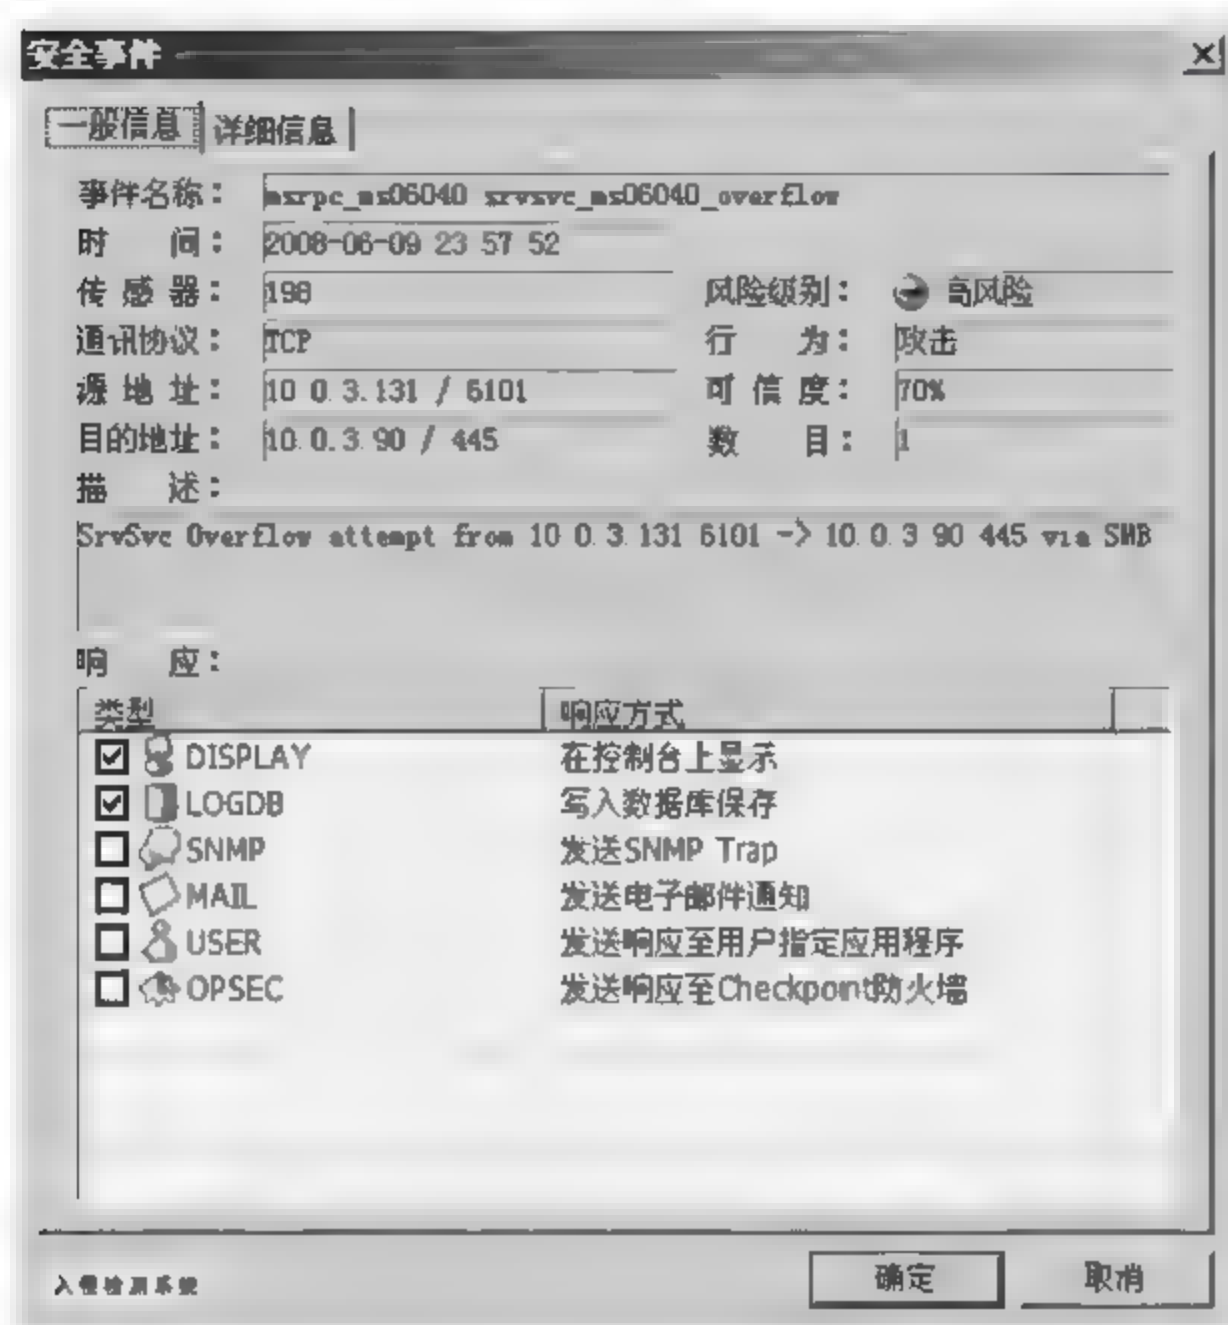 安全事件
一般信息 详细信息
事件名称： msrpc_ms06040 srvsvc_ms06040_overflow
时 间： 2008-06-09 23 57 52
传 感 器： 198 风险级别： 高风险
通讯协议： TCP 行 为： 攻击
源 地 址： 10 0.3.131 / 6101 可 信 度： 70%
目的地址： 10.0.3.90 / 445 数 目： 1
描 述：
SrvSvc Overflow attempt from 10 0.3.131 6101 -> 10.0.3 90 445 via SMB
响 应：
类型 响应方式
DISPLAY 在控制台上显示
LOGDB 写入数据库保存
SNMP 发送SNMP Trap
MAIL 发送电子邮件通知
USER 发送响应至用户指定应用程序
OPSEC 发送响应至Checkpoint防火墙
入侵检测系统 确定 取消